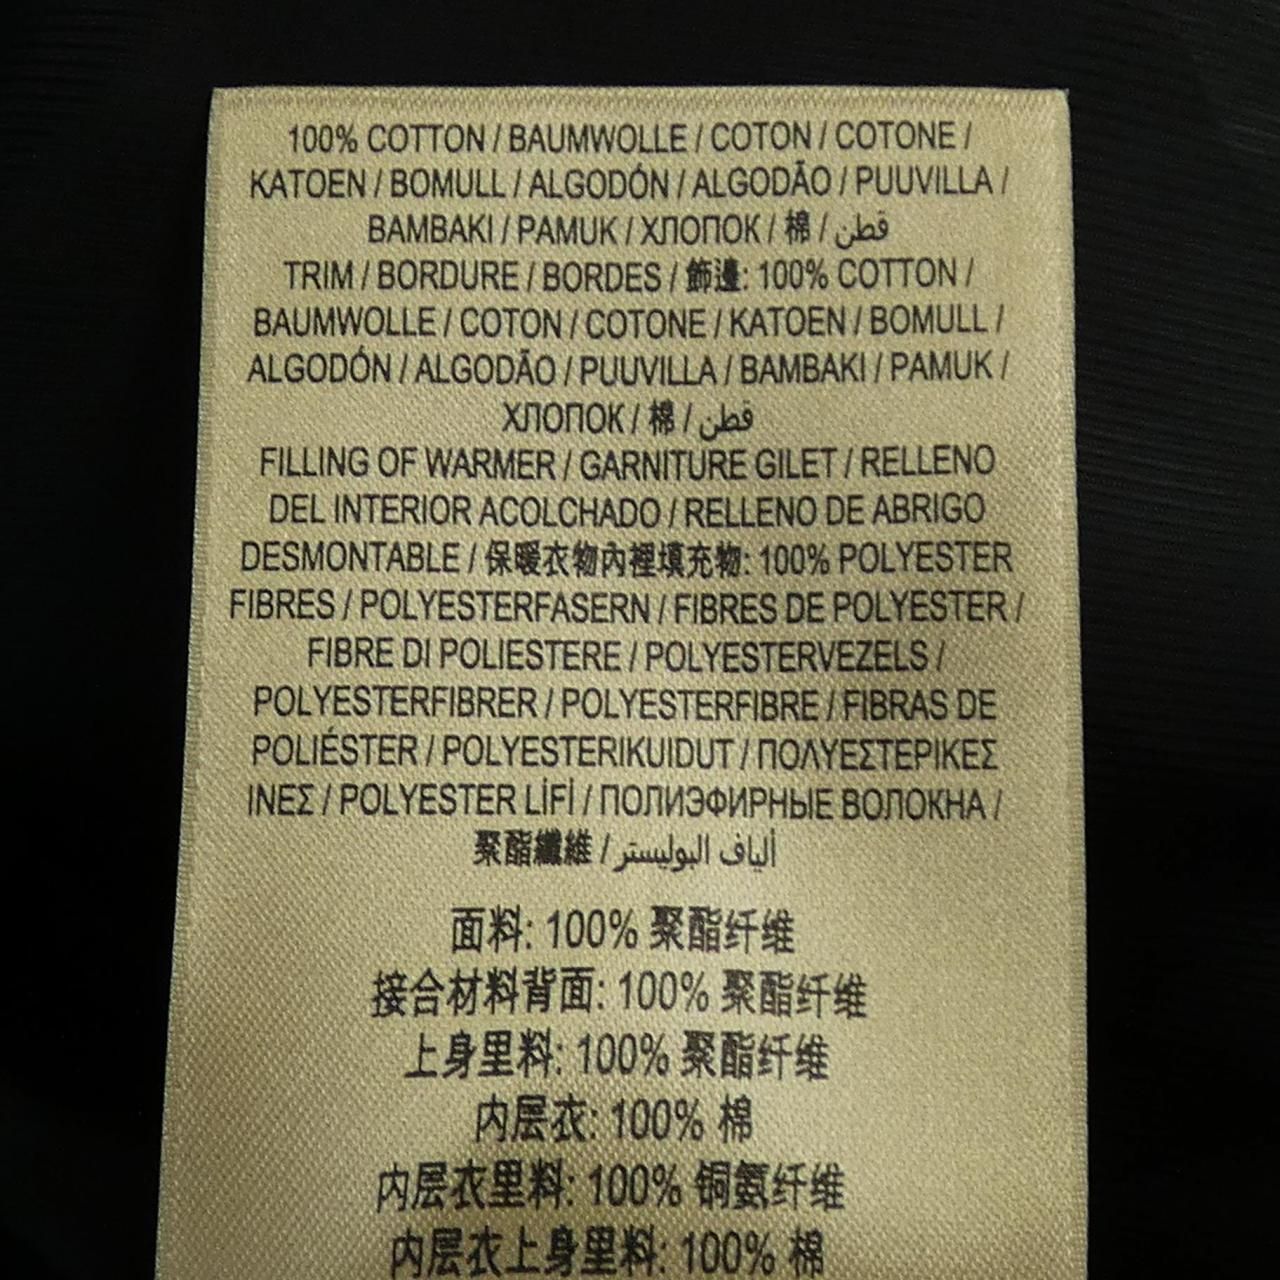 100% COTTON / BAUMWOLLE / COTON / COTONE /
KATOEN / BOMULL / ALGODÓN / ALGODÃO / PUUVILLA /
BAMBAKI / PAMUK / ХЛОПОК / 棉 / قطن
TRIM / BORDURE / BORDES / 飾邊: 100% COTTON /
BAUMWOLLE / COTON / COTONE / KATOEN / BOMULL /
ALGODÓN / ALGODÃO / PUUVILLA / BAMBAKI / PAMUK /
ХЛОПОК / 棉 / قطن
FILLING OF WARMER / GARNITURE GILET / RELLENO
DEL INTERIOR ACOLCHADO / RELLENO DE ABRIGO
DESMONTABLE / 保暖衣物內裡填充物: 100% POLYESTER
FIBRES / POLYESTERFASERN / FIBRES DE POLYESTER /
FIBRE DI POLIESTERE / POLYESTERVEZELS /
POLYESTERFIBRER / POLYESTERFIBRE / FIBRAS DE
POLIÉSTER / POLYESTERIKUIDUT / ΠΟΛΥΕΣΤΕΡΙΚΕΣ
ΙΝΕΣ / POLYESTER LİFİ / ПОЛИЭФИРНЫЕ ВОЛОКНА /
聚酯纖維 / ألياف البوليستر
面料: 100% 聚酯纤维
接合材料背面: 100% 聚酯纤维
上身里料: 100% 聚酯纤维
内层衣: 100% 棉
内层衣里料: 100% 铜氨纤维
内层衣上身里料: 100% 棉